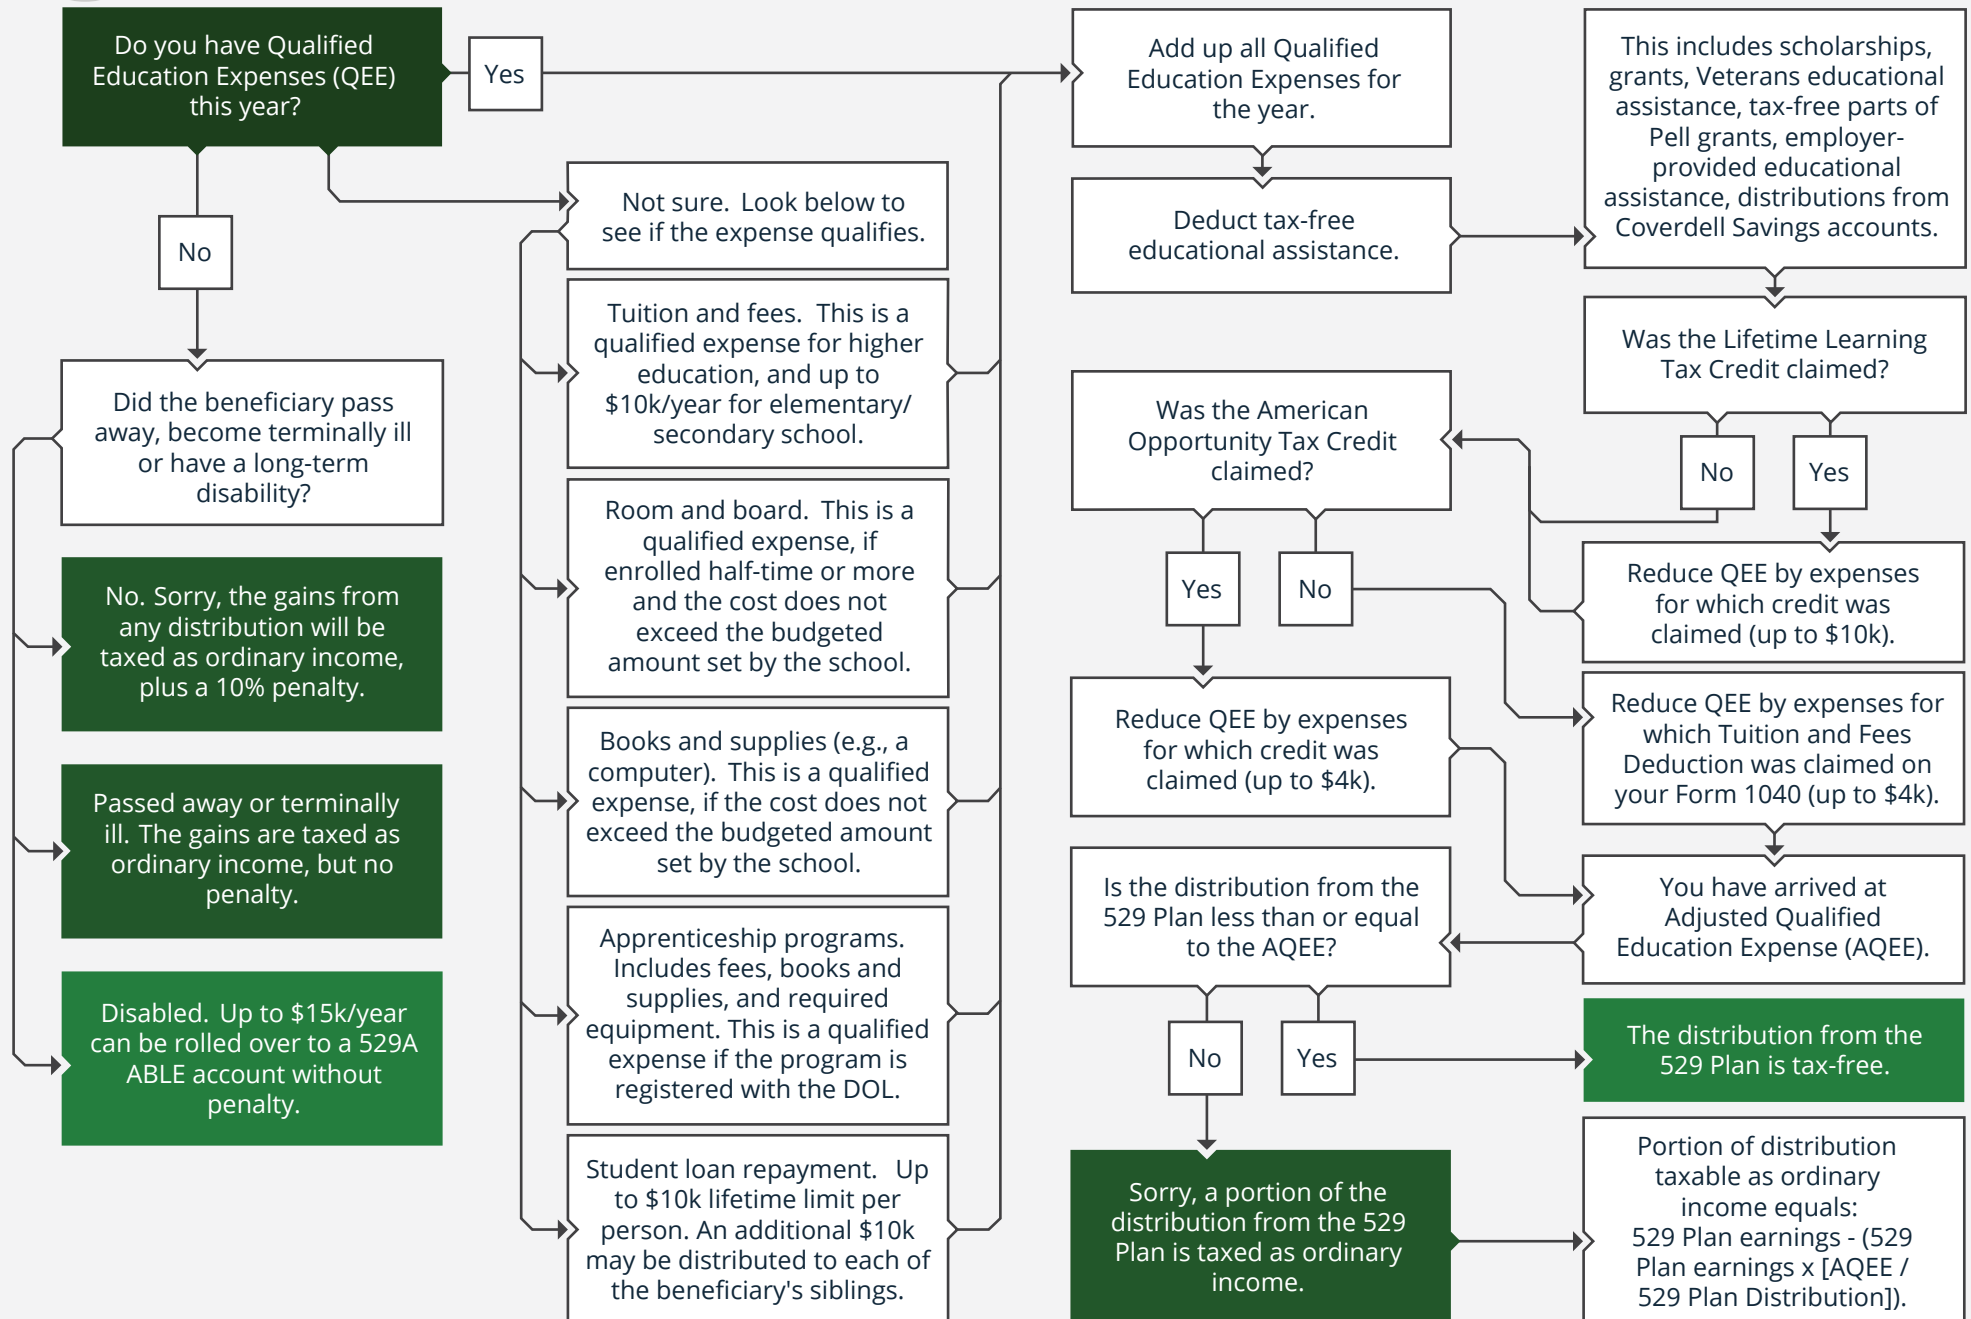 Do you have Qualified
Education Expenses (QEE)
this year?
Yes
No
Did the beneficiary pass
away, become terminally ill
or have a long-term
disability?
No. Sorry, the gains from
any distribution will be
taxed as ordinary income,
plus a 10% penalty.
Passed away or terminally
ill. The gains are taxed as
ordinary income, but no
penalty.
Disabled. Up to $15k/year
can be rolled over to a 529A
ABLE account without
penalty.
Not sure. Look below to
see if the expense qualifies.
Tuition and fees. This is a
qualified expense for higher
education, and up to
$10k/year for elementary/
secondary school.
Room and board. This is a
qualified expense, if
enrolled half-time or more
and the cost does not
exceed the budgeted
amount set by the school.
Books and supplies (e.g., a
computer). This is a qualified
expense, if the cost does not
exceed the budgeted amount
set by the school.
Apprenticeship programs.
Includes fees, books and
supplies, and required
equipment. This is a qualified
expense if the program is
registered with the DOL.
Student loan repayment. Up
to $10k lifetime limit per
person. An additional $10k
may be distributed to each of
the beneficiary's siblings.
Add up all Qualified
Education Expenses for
the year.
Deduct tax-free
educational assistance.
This includes scholarships,
grants, Veterans educational
assistance, tax-free parts of
Pell grants, employer-
provided educational
assistance, distributions from
Coverdell Savings accounts.
Was the Lifetime Learning
Tax Credit claimed?
No
Yes
Reduce QEE by expenses
for which credit was
claimed (up to $10k).
Was the American
Opportunity Tax Credit
claimed?
Yes
No
Reduce QEE by expenses
for which credit was
claimed (up to $4k).
Reduce QEE by expenses for
which Tuition and Fees
Deduction was claimed on
your Form 1040 (up to $4k).
You have arrived at
Adjusted Qualified
Education Expense (AQEE).
Is the distribution from the
529 Plan less than or equal
to the AQEE?
No
Yes
The distribution from the
529 Plan is tax-free.
Sorry, a portion of the
distribution from the 529
Plan is taxed as ordinary
income.
Portion of distribution
taxable as ordinary
income equals:
529 Plan earnings - (529
Plan earnings x [AQEE /
529 Plan Distribution]).